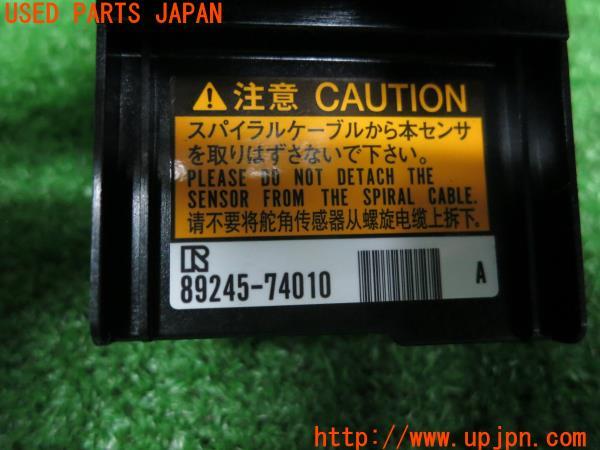 USED PARTS JAPAN
注意 CAUTION
スパイラルケーブルから本センサ
を取りはずさないで下さい。
PLEASE DO NOT DETACH THE
SENSOR FROM THE SPIRAL CABLE.
请不要将舵角传感器从螺旋电缆上拆下。
89245-74010
A
http://www.upjpn.com/